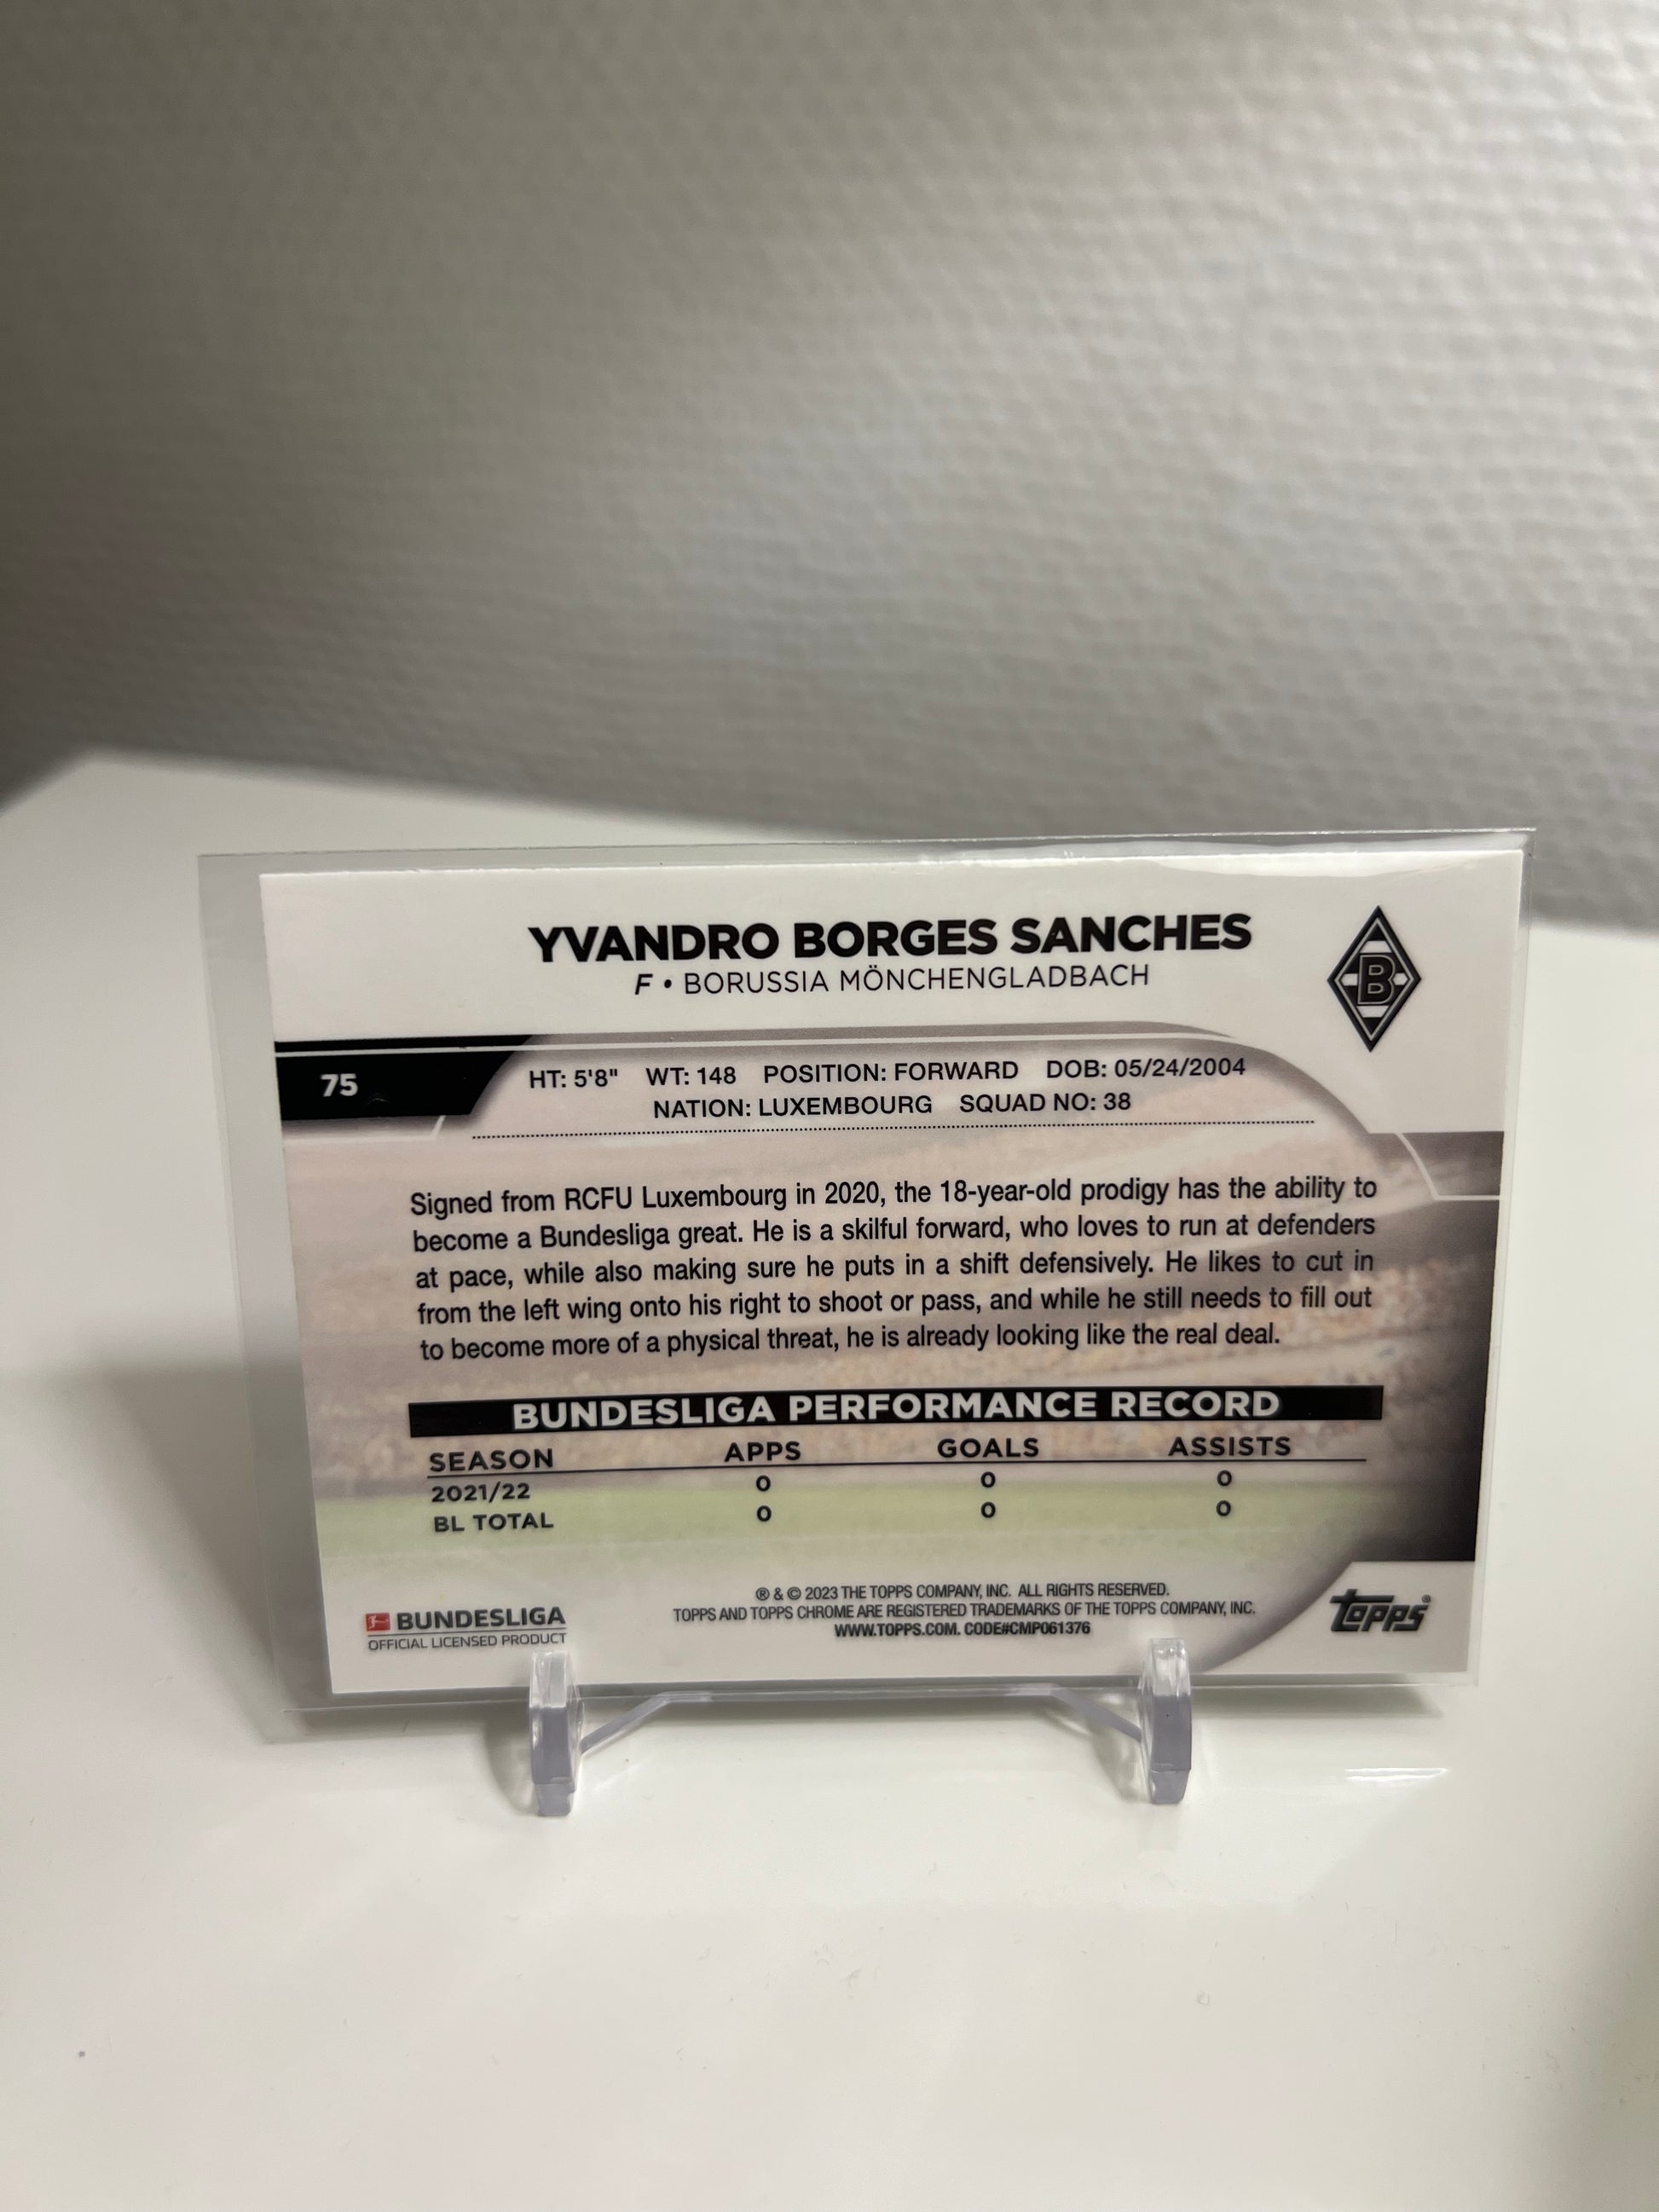 YVANDRO BORGES SANCHES
F • BORUSSIA MÖNCHENGLADBACH
B
75
HT: 5'8" WT: 148 POSITION: FORWARD DOB: 05/24/2004
NATION: LUXEMBOURG SQUAD NO: 38
Signed from RCFU Luxembourg in 2020, the 18-year-old prodigy has the ability to
become a Bundesliga great. He is a skilful forward, who loves to run at defenders
at pace, while also making sure he puts in a shift defensively. He likes to cut in
from the left wing onto his right to shoot or pass, and while he still needs to fill out
to become more of a physical threat, he is already looking like the real deal.
BUNDESLIGA PERFORMANCE RECORD
SEASON APPS GOALS ASSISTS
2021/22 0 0 0
BL TOTAL 0 0 0
BUNDESLIGA
OFFICIAL LICENSED PRODUCT
® & © 2023 THE TOPPS COMPANY, INC. ALL RIGHTS RESERVED.
TOPPS AND TOPPS CHROME ARE REGISTERED TRADEMARKS OF THE TOPPS COMPANY, INC.
WWW.TOPPS.COM. CODE#CMP061376
topps®